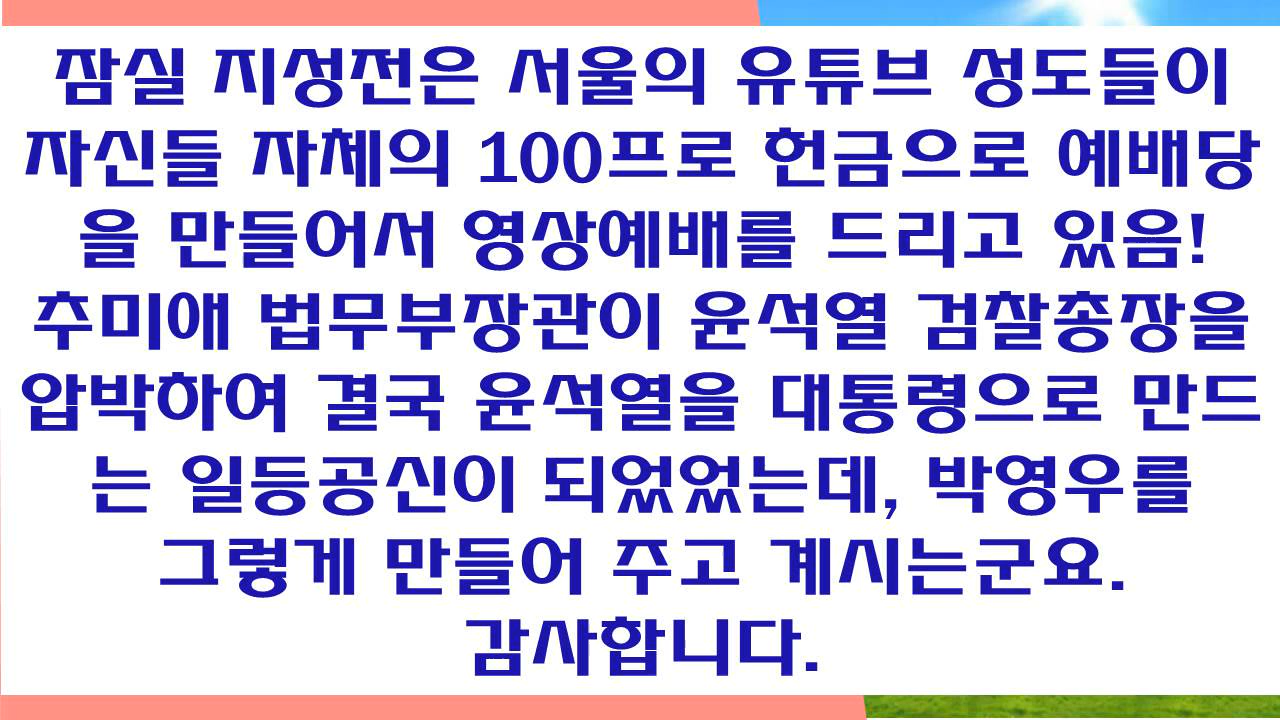 잠실 지성전은 서울의 유튜브 성도들이
자신들 자체의 100프로 헌금으로 예배당
을 만들어서 영상예배를 드리고 있음!
추미애 법무부장관이 윤석열 검찰총장을
압박하여 결국 윤석열을 대통령으로 만드
는 일등공신이 되었었는데, 박영우를
그렇게 만들어 주고 계시는군요.
감사합니다.